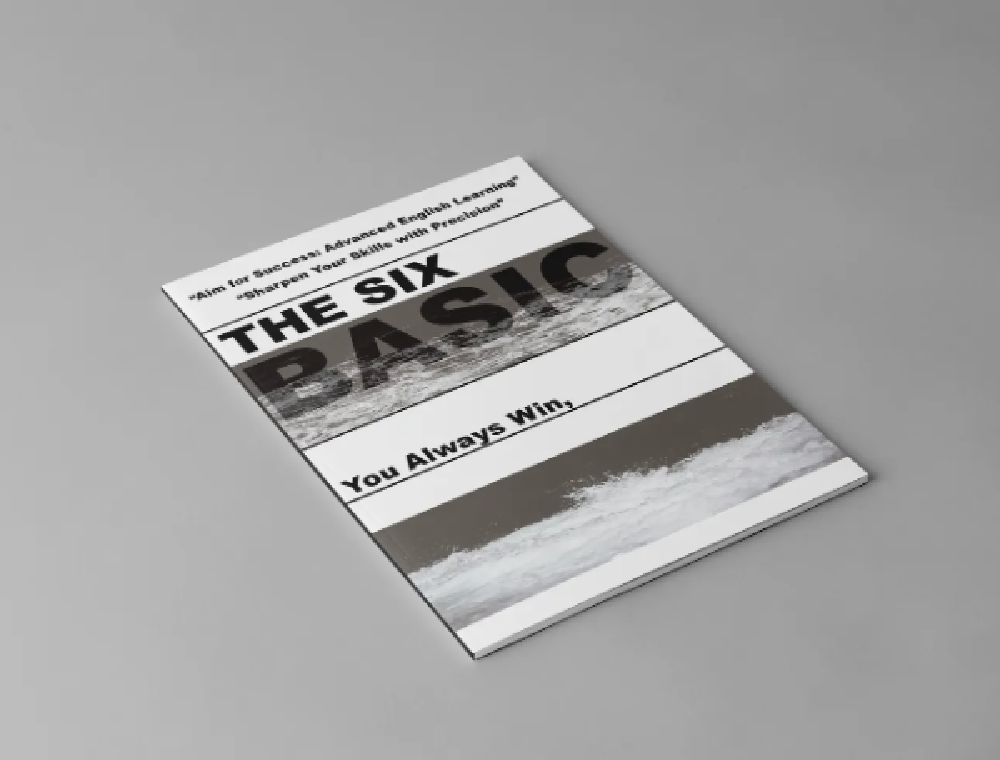 "Aim for Success: Advanced English Learning"
"Sharpen Your Skills with Precision"
THE SIX
BASIC
You Always Win,